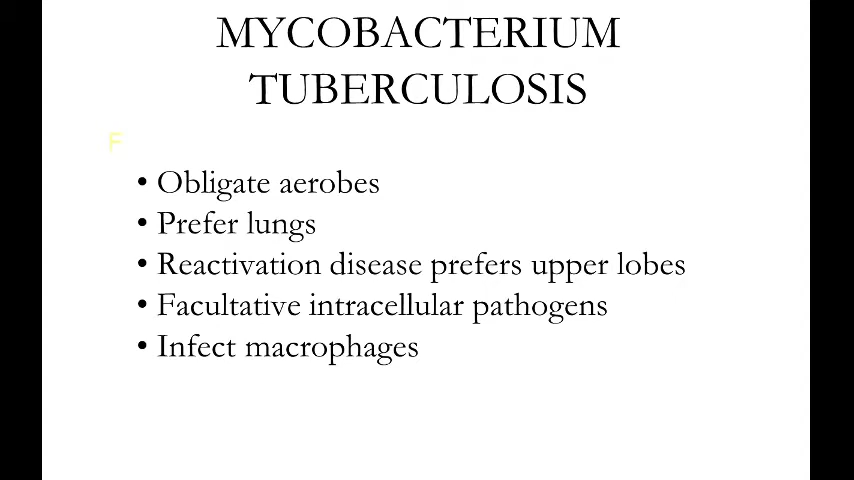 MYCOBACTERIUM
TUBERCULOSIS
F
• Obligate aerobes
• Prefer lungs
• Reactivation disease prefers upper lobes
• Facultative intracellular pathogens
• Infect macrophages